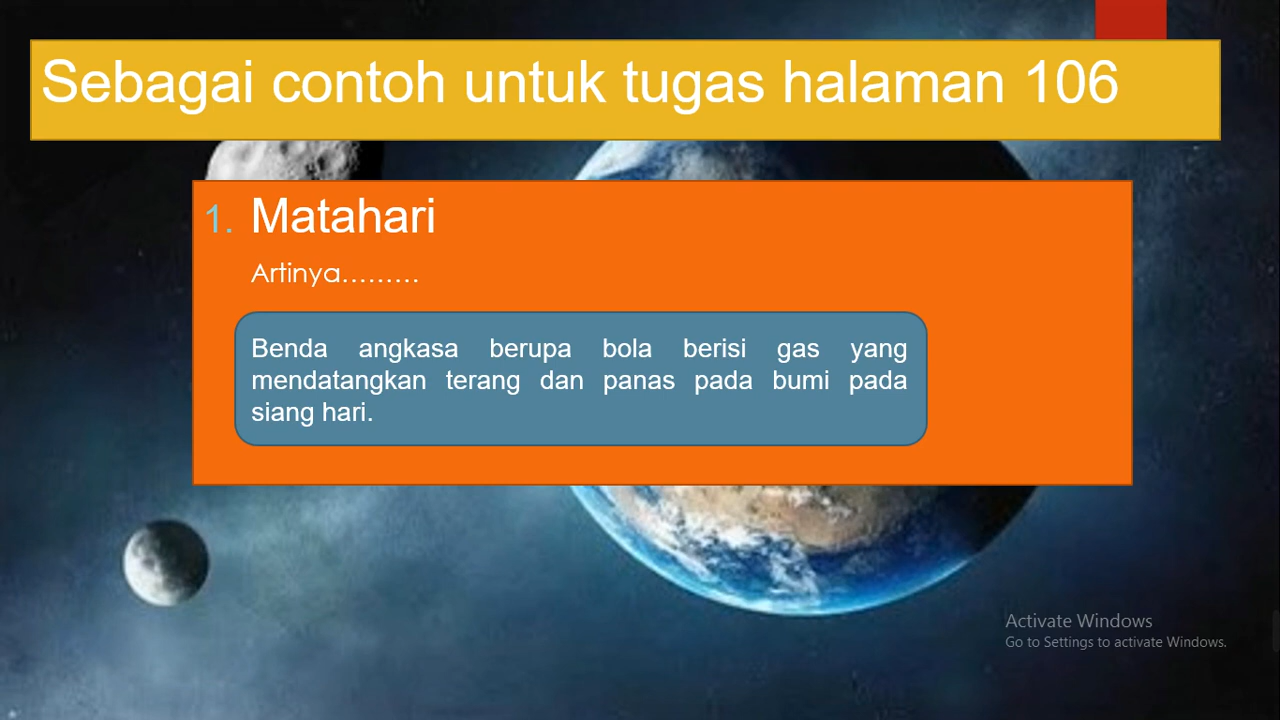 Sebagai contoh untuk tugas halaman 106
1. Matahari
Artinya.........
Benda angkasa berupa bola berisi gas yang
mendatangkan terang dan panas pada bumi pada
siang hari.
Activate Windows
Go to Settings to activate Windows.